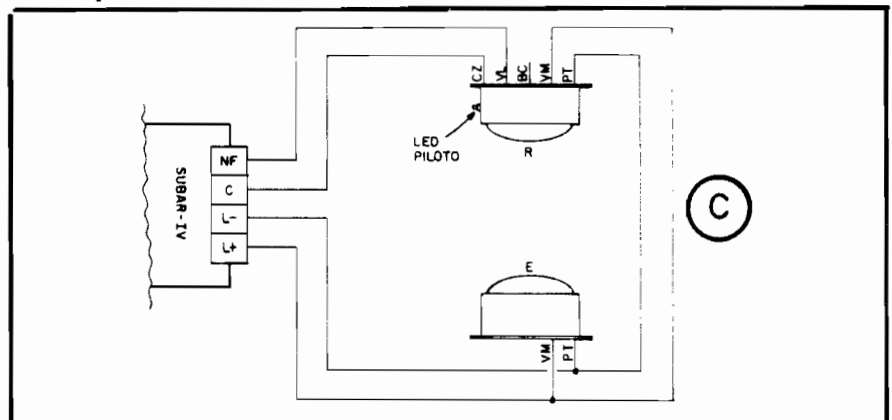 CZ
VL
BC
VM
PT
A
LED
PILOTO
R
NF
C
L-
L+
SUBAR-IV
C
E
VM
PT